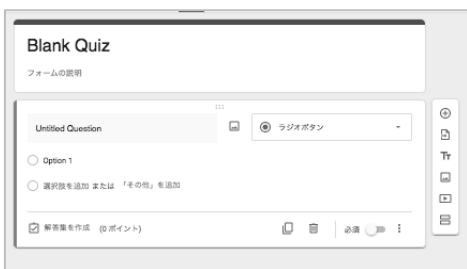 Blank Quiz
フォームの説明
Untitled Question
ラジオボタン
Option 1
選択肢を追加 または 「その他」を追加
解答集を作成 (0 ポイント)
必須
Tт